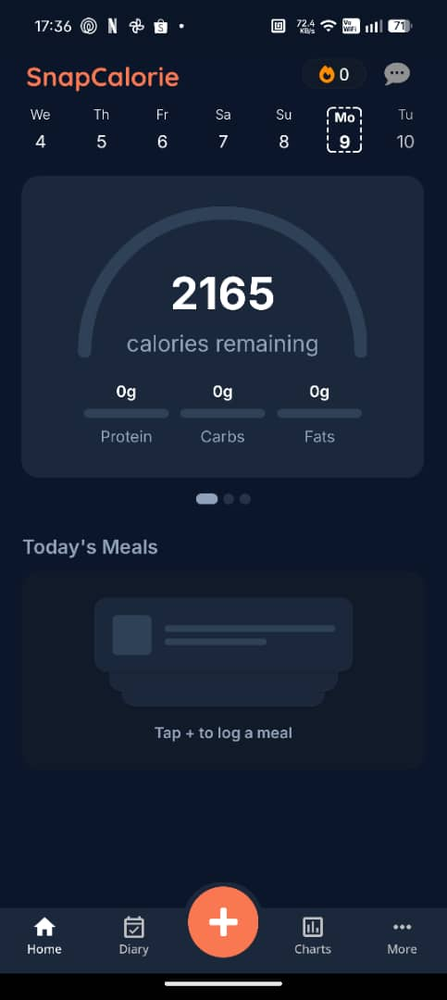 17:36 N S 72.4 KB/s Vo WiFi 71
SnapCalorie 0
We Th Fr Sa Su Mo Tu
4 5 6 7 8 9 10
2165
calories remaining
0g 0g 0g
Protein Carbs Fats
Today's Meals
Tap + to log a meal
Home Diary Charts More